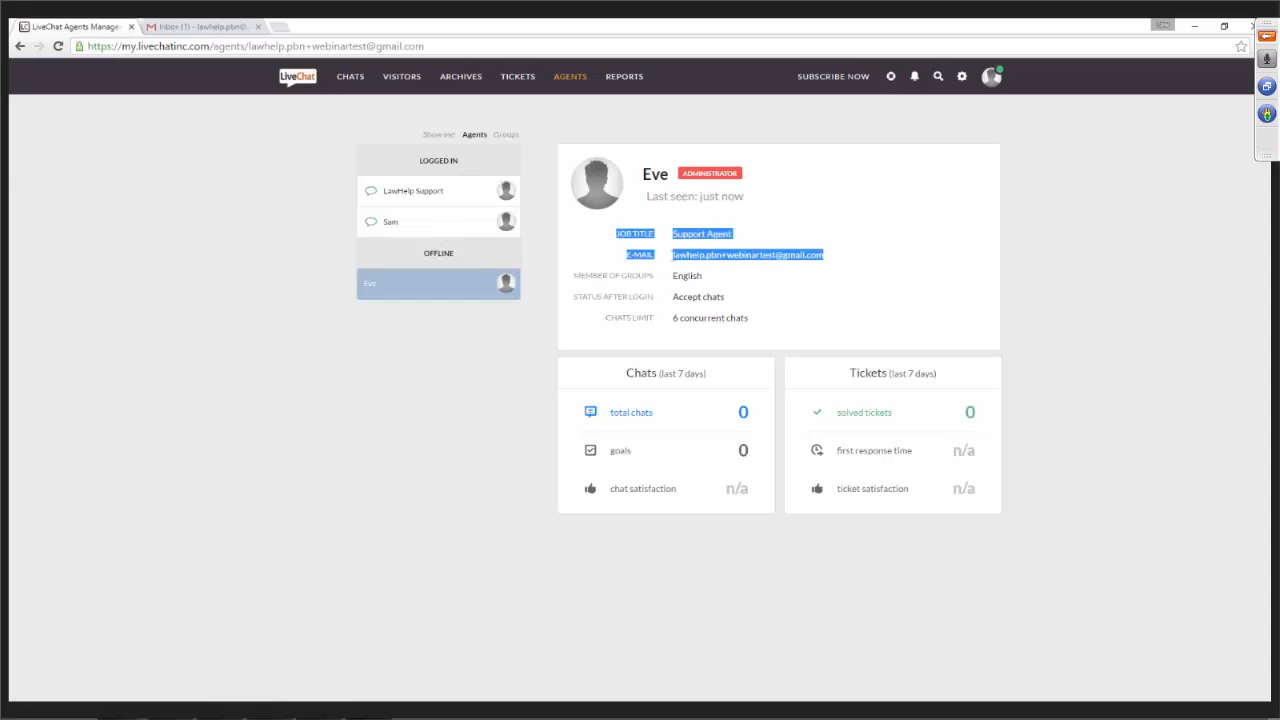 LiveChat Agents Manage
Inbox (1) - lawhelp.pbn@
LAW
https://my.livechatinc.com/agents/lawhelp.pbn+webinartest@gmail.com
LiveChat CHATS VISITORS ARCHIVES TICKETS AGENTS REPORTS SUBSCRIBE NOW
Show me: Agents Groups
LOGGED IN
LawHelp Support
Sam
OFFLINE
Eve
Eve ADMINISTRATOR
Last seen: just now
JOB TITLE Support Agent
E-MAIL lawhelp.pbn+webinartest@gmail.com
MEMBER OF GROUPS English
STATUS AFTER LOGIN Accept chats
CHATS LIMIT 6 concurrent chats
Chats (last 7 days)
total chats 0
goals 0
chat satisfaction n/a
Tickets (last 7 days)
solved tickets 0
first response time n/a
ticket satisfaction n/a